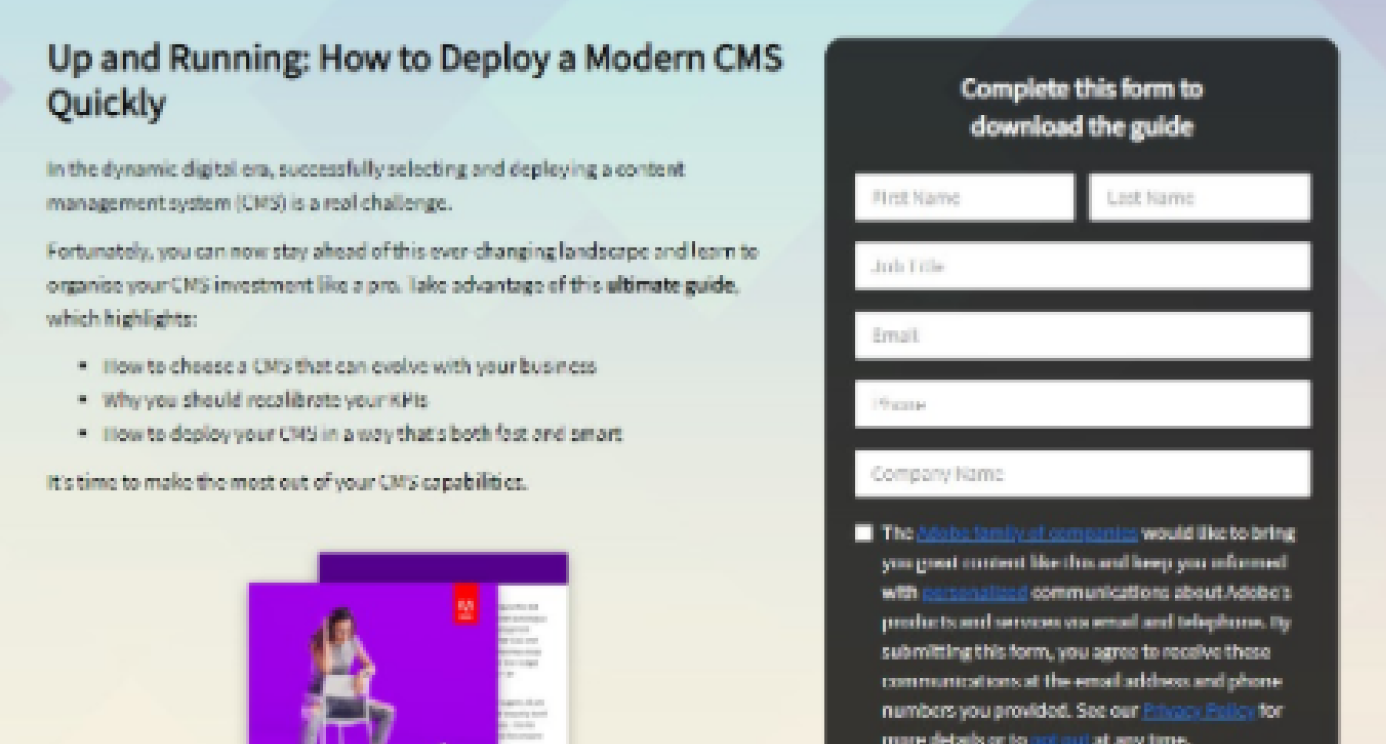 Up and Running: How to Deploy a Modern CMS
Quickly
In the dynamic digital era, successfully selecting and deploying a content
management system (CMS) is a real challenge.
Fortunately, you can now stay ahead of this ever-changing landscape and learn to
organise your CMS investment like a pro. Take advantage of this ultimate guide,
which highlights:
• How to choose a CMS that can evolve with your business
• Why you should recalibrate your KPIs
• How to deploy your CMS in a way that's both fast and smart
It's time to make the most out of your CMS capabilities.
Complete this form to
download the guide
First Name
Last Name
Job Title
Email
Phone
Company Name
The Adobe family of companies would like to bring
you great content like this and keep you informed
with personalized communications about Adobe's
products and services via email and telephone. By
submitting this form, you agree to receive these
communications at the email address and phone
numbers you provided. See our Privacy Policy for
more details or to opt out at any time.